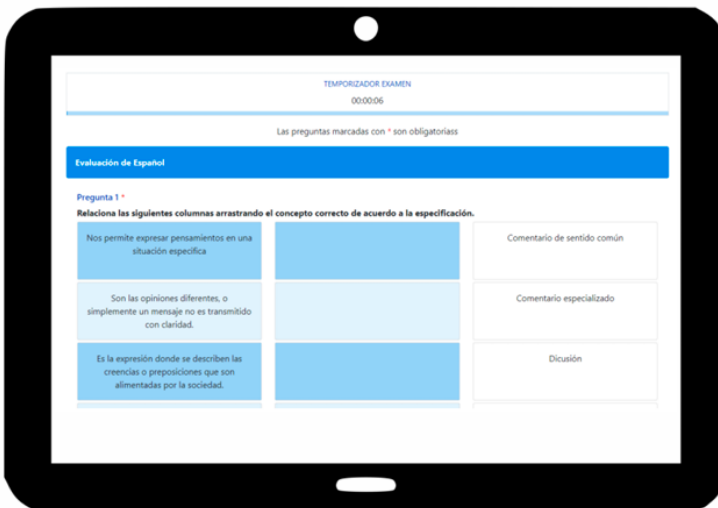 TEMPORIZADOR EXAMEN
00:00:06
Las preguntas marcadas con * son obligatoriass
Evaluación de Español
Pregunta 1 *
Relaciona las siguientes columnas arrastrando el concepto correcto de acuerdo a la especificación.
Nos permite expresar pensamientos en una
situación especifica
Comentario de sentido común
Son las opiniones diferentes, o
simplemente un mensaje no es transmitido
con claridad.
Comentario especializado
Es la expresión donde se describen las
creencias o preposiciones que son
alimentadas por la sociedad.
Dicusión